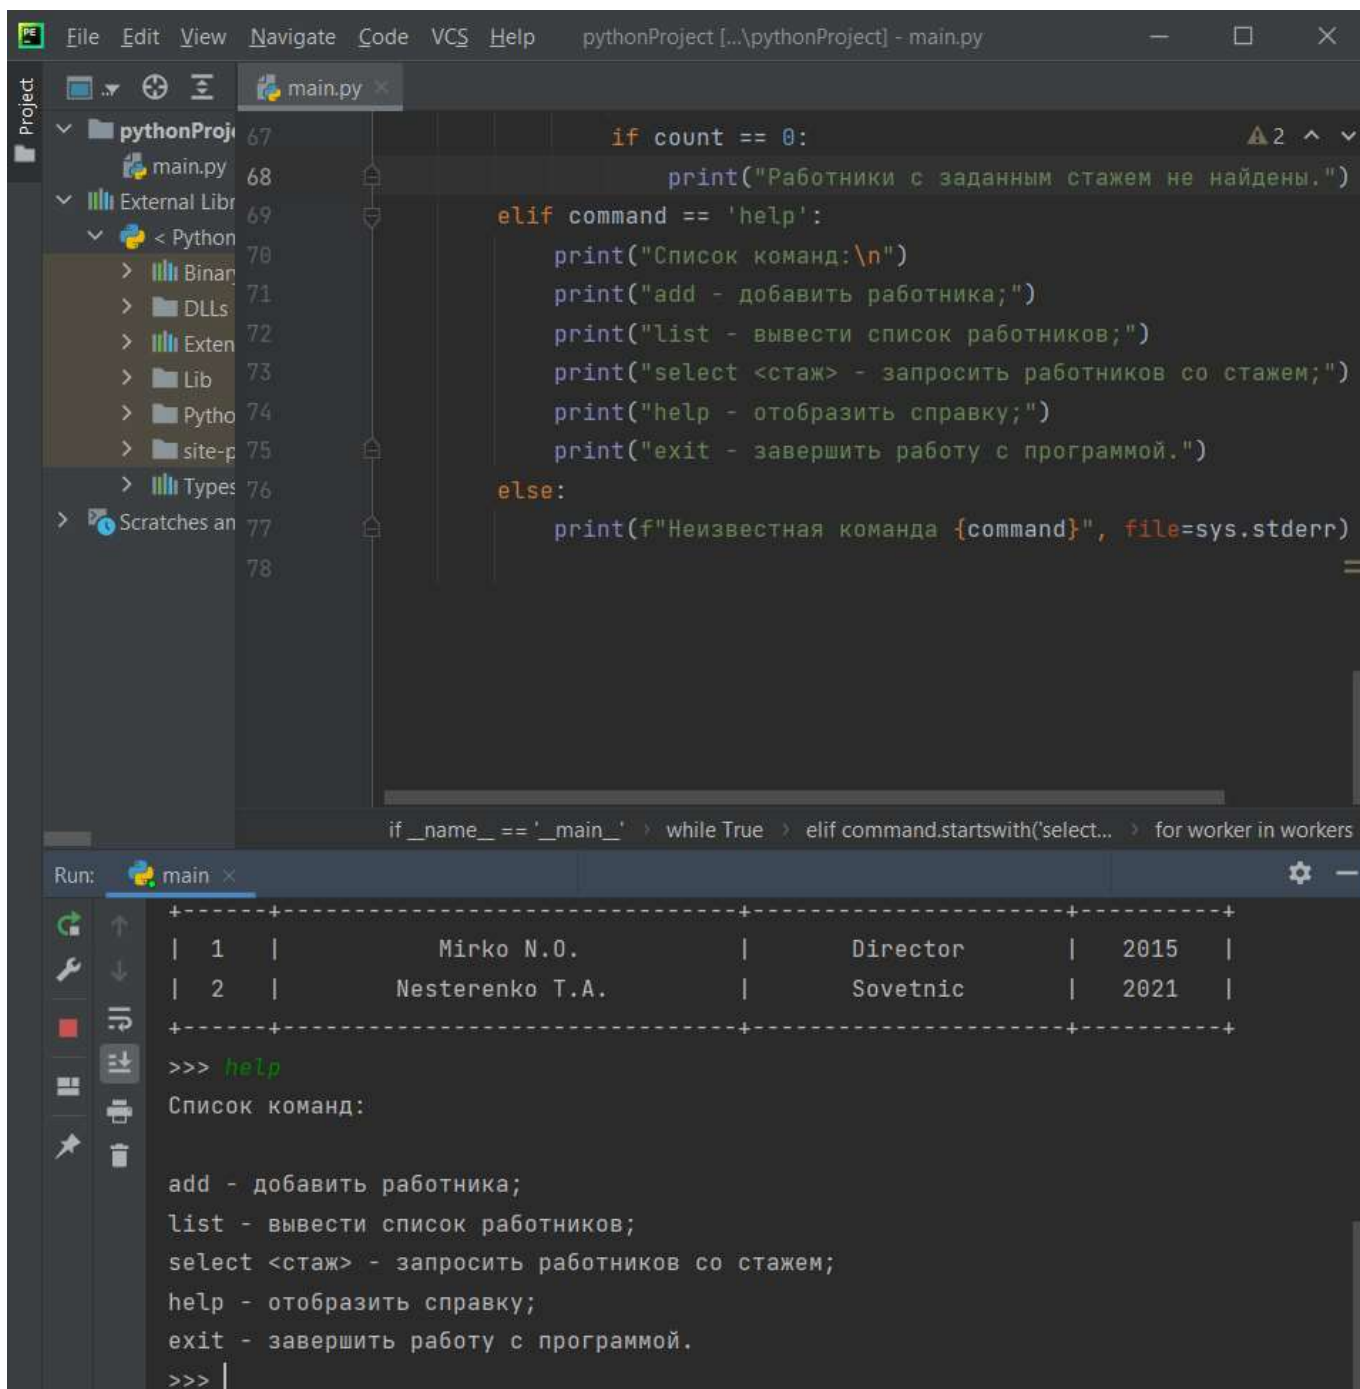 PE File Edit View Navigate Code VCS Help pythonProject [...\pythonProject] - main.py
Project
main.py
pythonProj
main.py
External Libr
< Python
Binary
DLLs
Exten
Lib
Pytho
site-p
Types
Scratches an
67 if count == 0:
2
68 print("Работники с заданным стажем не найдены.")
69 elif command == 'help':
70 print("Список команд:\n")
71 print("add - добавить работника;")
72 print("list - вывести список работников;")
73 print("select <стаж> - запросить работников со стажем;")
74 print("help - отобразить справку;")
75 print("exit - завершить работу с программой.")
76 else:
77 print(f"Неизвестная команда {command}", file=sys.stderr)
78
if __name__ == '__main__' › while True › elif command.startswith('select... › for worker in workers
Run: main
+------+--------------------------------+----------------------+----------+
| 1 | Mirko N.O. | Director | 2015 |
| 2 | Nesterenko T.A. | Sovetnic | 2021 |
+------+--------------------------------+----------------------+----------+
>>> help
Список команд:
add - добавить работника;
list - вывести список работников;
select <стаж> - запросить работников со стажем;
help - отобразить справку;
exit - завершить работу с программой.
>>>